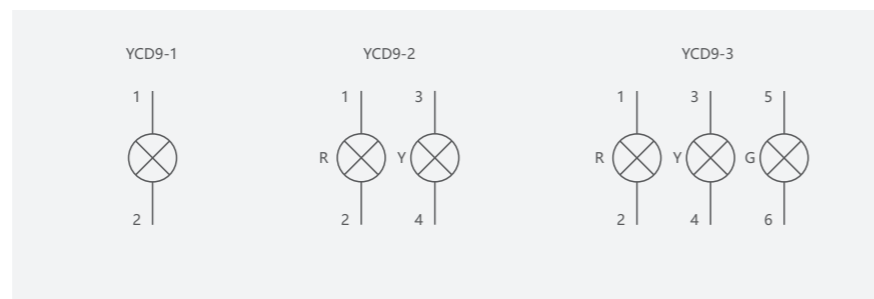 YCD9-1 YCD9-2 YCD9-3
1 1 3 1 3 5
R Y R Y G
2 2 4 2 4 6